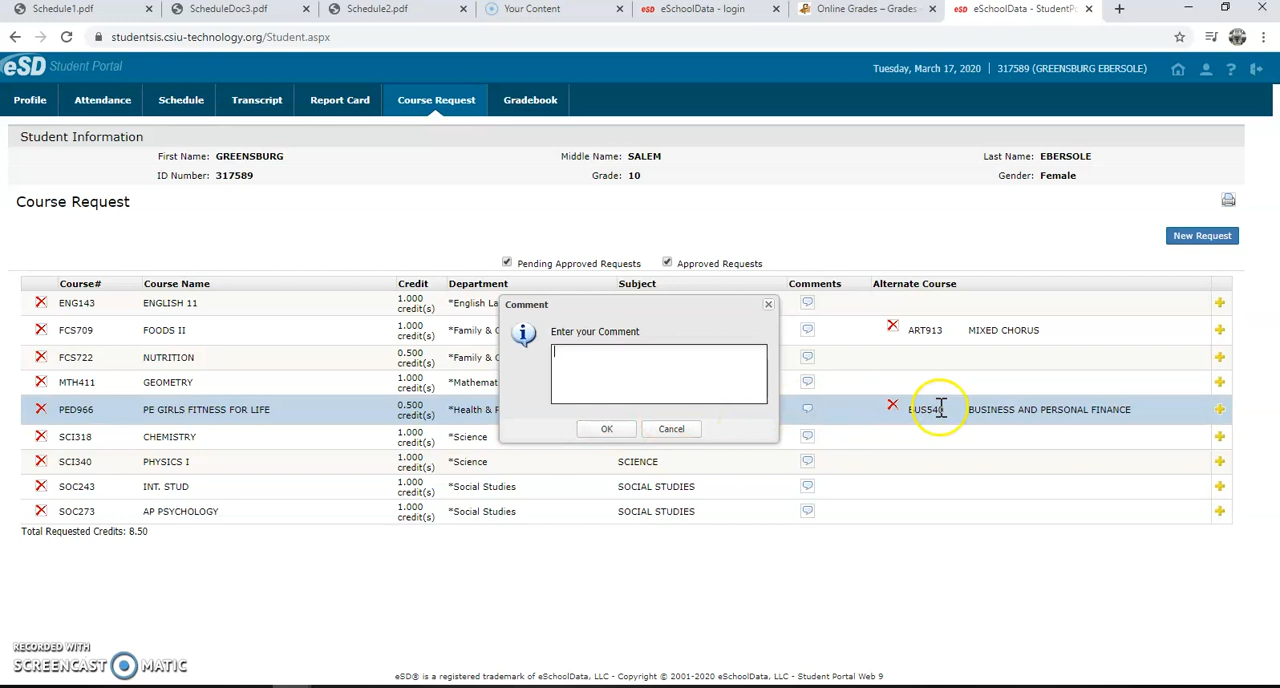 Schedule1.pdf ScheduleDoc3.pdf Schedule2.pdf Your Content eSD eSchoolData - login Online Grades – Grades eSD eSchoolData - StudentPo
studentsis.csiu-technology.org/Student.aspx
eSD Student Portal Tuesday, March 17, 2020 317589 (GREENSBURG EBERSOLE) ?
Profile Attendance Schedule Transcript Report Card Course Request Gradebook
Student Information
First Name: GREENSBURG Middle Name: SALEM Last Name: EBERSOLE
ID Number: 317589 Grade: 10 Gender: Female
Course Request
New Request
Pending Approved Requests Approved Requests
Course# Course Name Credit Department Subject Comments Alternate Course
ENG143 ENGLISH 11 1.000 credit(s) *English La
FCS709 FOODS II 1.000 credit(s) *Family & C ART913 MIXED CHORUS
FCS722 NUTRITION 0.500 credit(s) *Family & C
MTH411 GEOMETRY 1.000 credit(s) *Mathemat
PED966 PE GIRLS FITNESS FOR LIFE 0.500 credit(s) *Health & P BUS540 BUSINESS AND PERSONAL FINANCE
SCI318 CHEMISTRY 1.000 credit(s) *Science
SCI340 PHYSICS I 1.000 credit(s) *Science SCIENCE
SOC243 INT. STUD 1.000 credit(s) *Social Studies SOCIAL STUDIES
SOC273 AP PSYCHOLOGY 1.000 credit(s) *Social Studies SOCIAL STUDIES
Total Requested Credits: 8.50
Comment
Enter your Comment
OK Cancel
RECORDED WITH
SCREENCAST MATIC
eSD® is a registered trademark of eSchoolData, LLC - Copyright © 2001-2020 eSchoolData, LLC - Student Portal Web 9